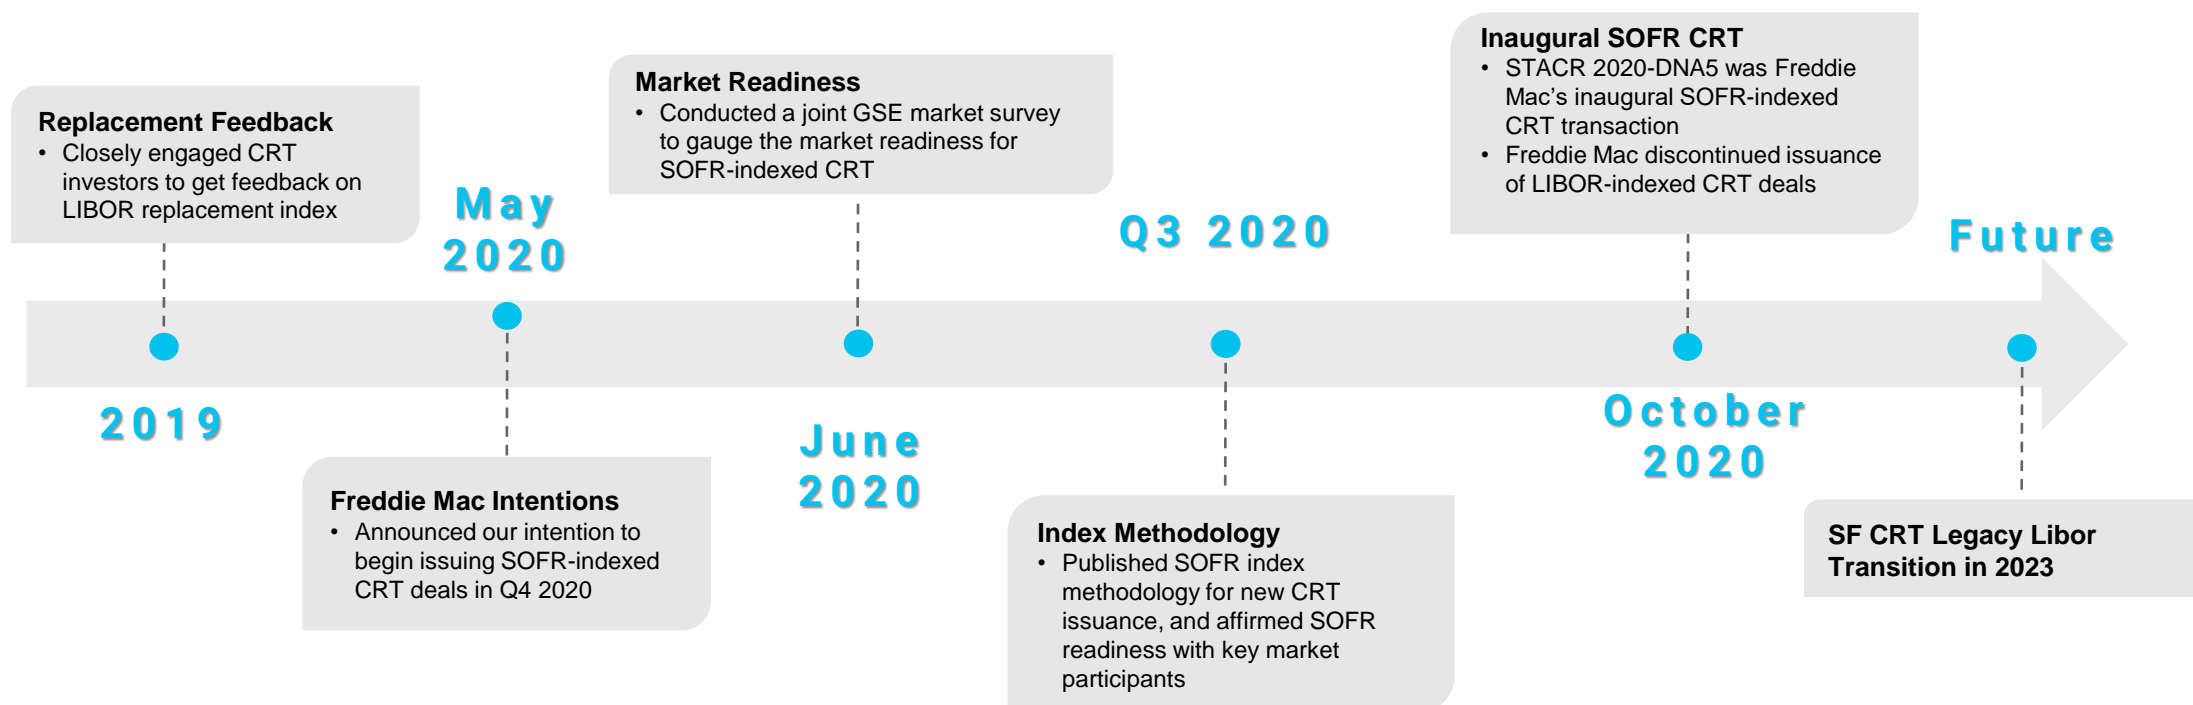 Replacement Feedback
• Closely engaged CRT
investors to get feedback on
LIBOR replacement index
2019
May
2020
Freddie Mac Intentions
• Announced our intention to
begin issuing SOFR-indexed
CRT deals in Q4 2020
Market Readiness
• Conducted a joint GSE market survey
to gauge the market readiness for
SOFR-indexed CRT
June
2020
Q3 2020
Index Methodology
• Published SOFR index
methodology for new CRT
issuance, and affirmed SOFR
readiness with key market
participants
Inaugural SOFR CRT
• STACR 2020-DNA5 was Freddie
Mac’s inaugural SOFR-indexed
CRT transaction
• Freddie Mac discontinued issuance
of LIBOR-indexed CRT deals
October
2020
Future
SF CRT Legacy Libor
Transition in 2023